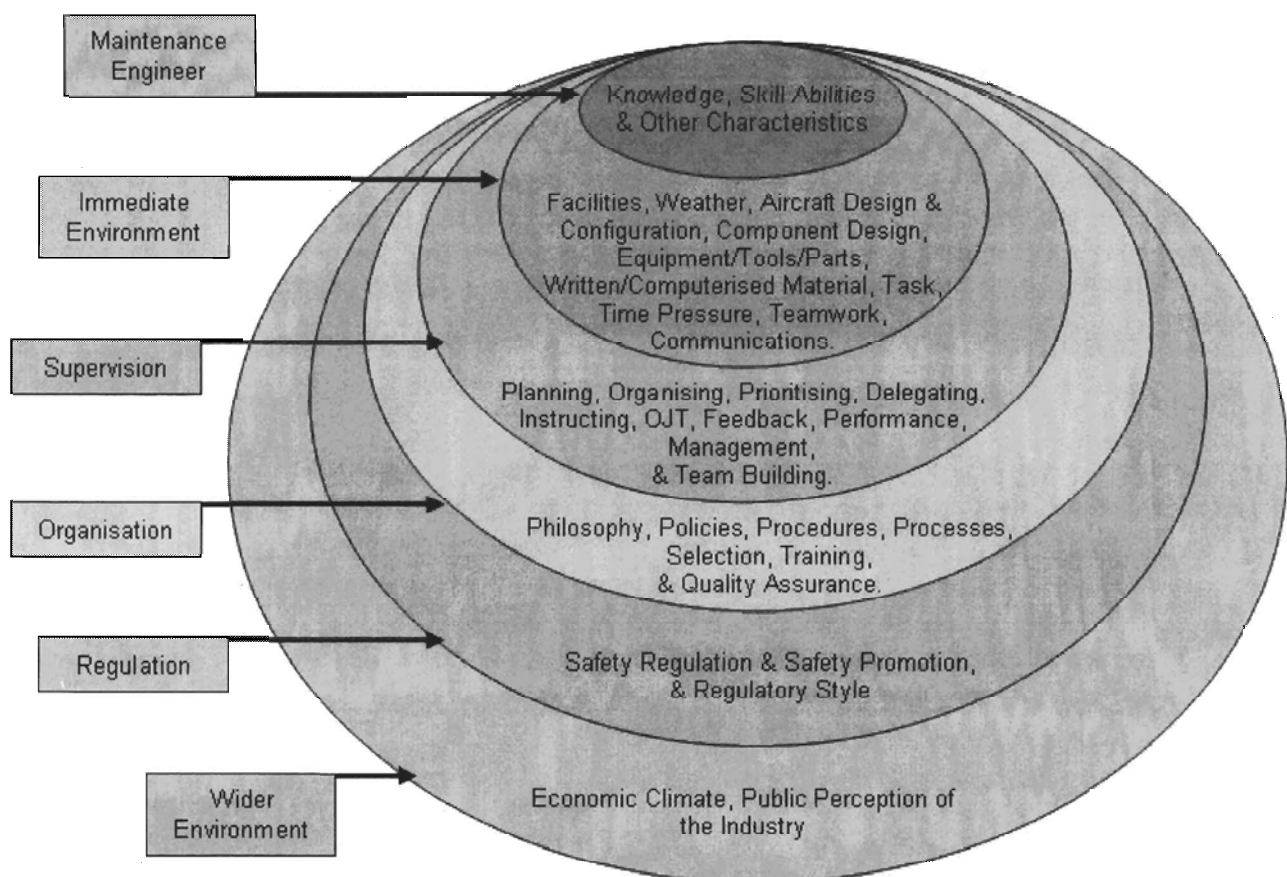 Maintenance
Engineer
Knowledge, Skill Abilities
& Other Characteristics
Immediate
Environment
Facilities, Weather, Aircraft Design &
Configuration, Component Design,
Equipment/Tools/Parts,
Written/Computerised Material, Task,
Time Pressure, Teamwork,
Communications.
Supervision
Planning, Organising, Prioritising, Delegating,
Instructing, OJT, Feedback, Performance,
Management,
& Team Building.
Organisation
Philosophy, Policies, Procedures, Processes,
Selection, Training,
& Quality Assurance.
Regulation
Safety Regulation & Safety Promotion,
& Regulatory Style
Wider
Environment
Economic Climate, Public Perception of
the Industry